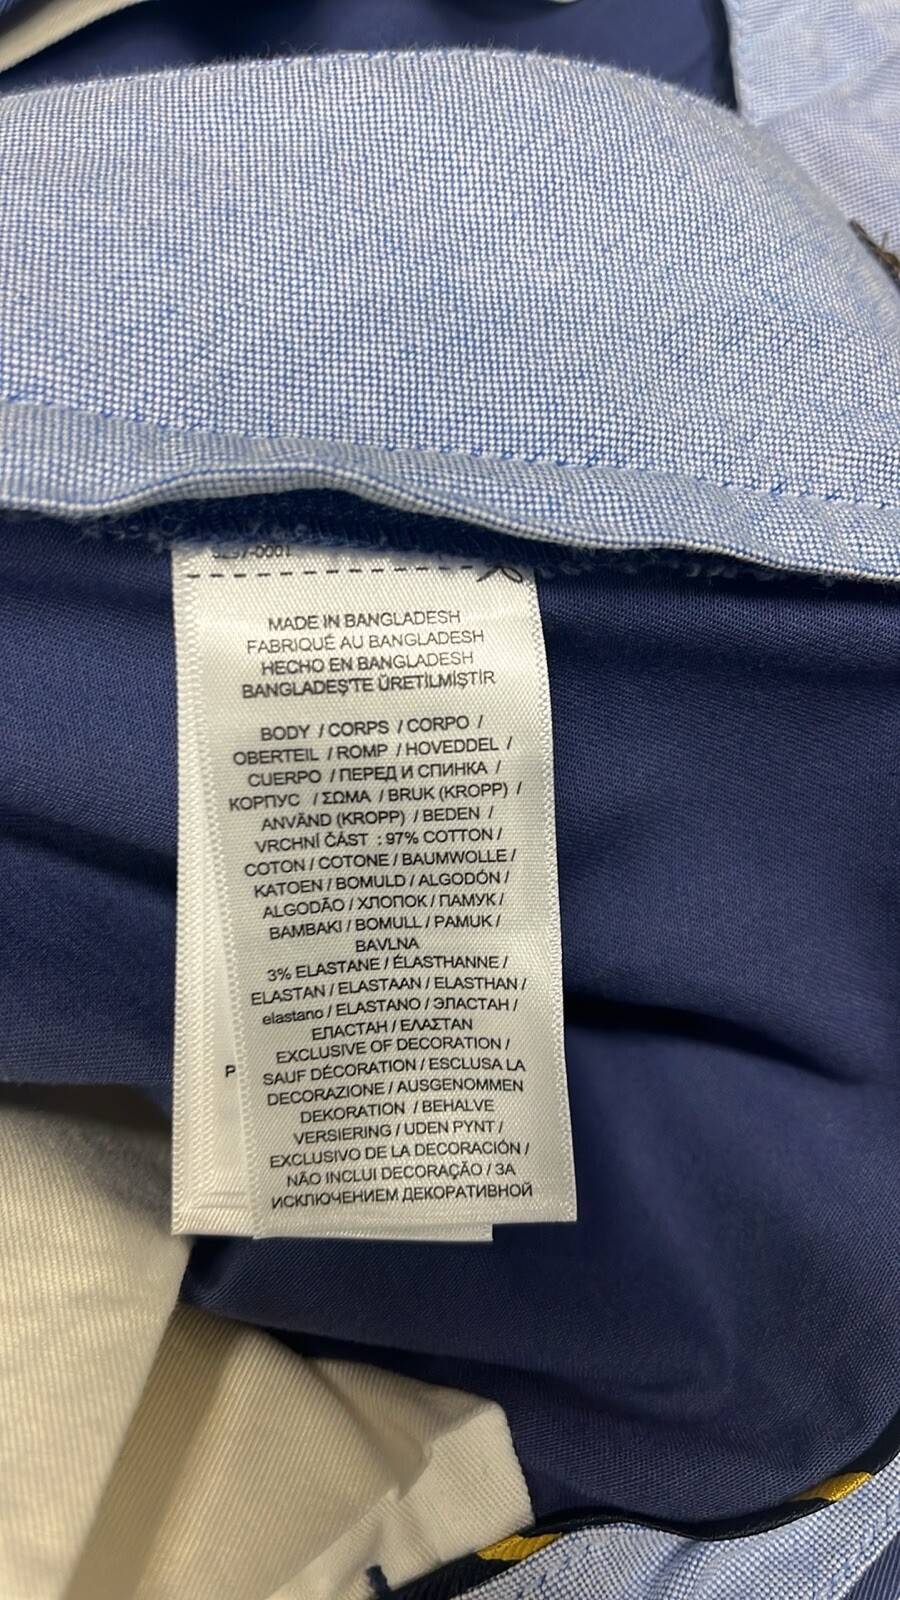 MADE IN BANGLADESH
FABRIQUÉ AU BANGLADESH
HECHO EN BANGLADESH
BANGLADEŞ'TE ÜRETİLMİŞTİR
BODY / CORPS / CORPO /
OBERTEIL / ROMP / HOVEDDEL /
CUERPO / ПЕРЕД И СПИНКА /
КОРПУС / ΣΩΜΑ / BRUK (KROPP) /
ANVÄND (KROPP) / BEDEN /
VRCHNÍ ČÁST : 97% COTTON /
COTON / COTONE / BAUMWOLLE /
KATOEN / BOMULD / ALGODÓN /
ALGODÃO / ХЛОПОК / ПАМУК /
BAMBAKI / BOMULL / PAMUK /
BAVLNA
3% ELASTANE / ÉLASTHANNE /
ELASTAN / ELASTAAN / ELASTHAN /
elastano / ELASTANO / ЭЛАСТАН /
ЕЛАСТАН / ΕΛΑΣΤΑΝ
EXCLUSIVE OF DECORATION /
SAUF DÉCORATION / ESCLUSA LA
DECORAZIONE / AUSGENOMMEN
DEKORATION / BEHALVE
VERSIERING / UDEN PYNT /
EXCLUSIVO DE LA DECORACIÓN /
NÃO INCLUI DECORAÇÃO / ЗА
ИСКЛЮЧЕНИЕМ ДЕКОРАТИВНОЙ
P